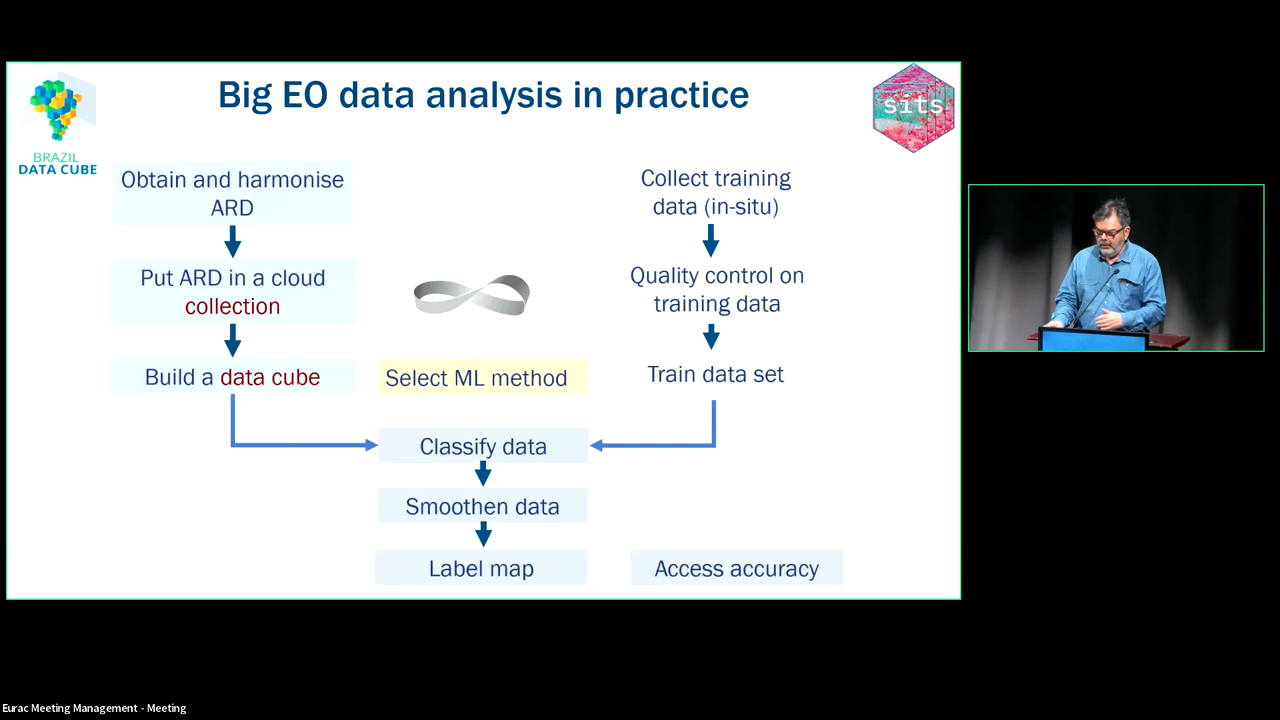 Big EO data analysis in practice
sits
BRAZIL
DATA CUBE
Obtain and harmonise
ARD
Put ARD in a cloud
collection
Build a data cube
Select ML method
Collect training
data (in-situ)
Quality control on
training data
Train data set
Classify data
Smoothen data
Label map
Access accuracy
Eurac Meeting Management - Meeting